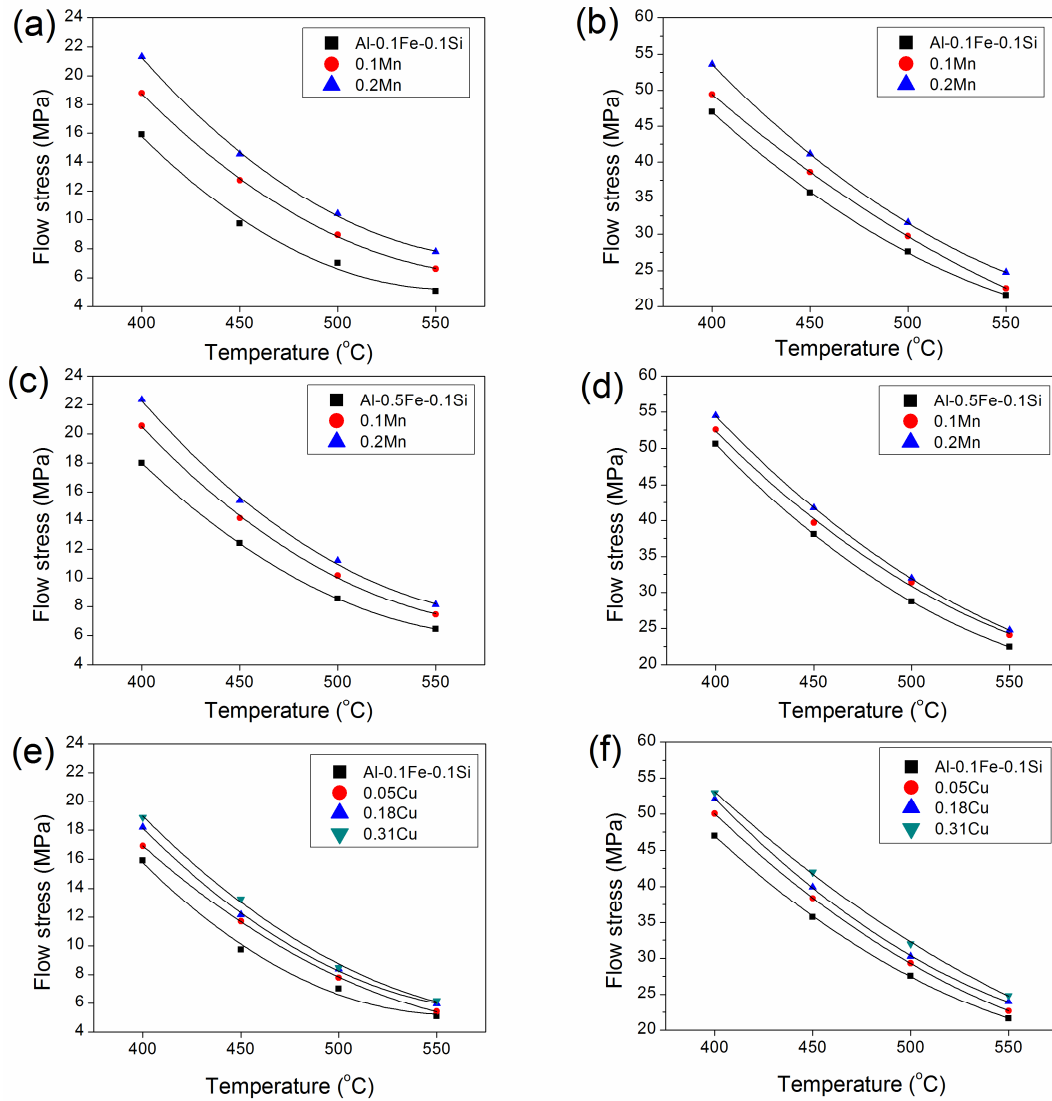 (a)
24
22
20
18
16
14
12
10
8
6
4
Flow stress (MPa)
Al-0.1Fe-0.1Si
0.1Mn
0.2Mn
400 450 500 550
Temperature (°C)
(b)
60
55
50
45
40
35
30
25
20
Flow stress (MPa)
Al-0.1Fe-0.1Si
0.1Mn
0.2Mn
400 450 500 550
Temperature (°C)
(c)
24
22
20
18
16
14
12
10
8
6
4
Flow stress (MPa)
Al-0.5Fe-0.1Si
0.1Mn
0.2Mn
400 450 500 550
Temperature (°C)
(d)
60
55
50
45
40
35
30
25
20
Flow stress (MPa)
Al-0.5Fe-0.1Si
0.1Mn
0.2Mn
400 450 500 550
Temperature (°C)
(e)
24
22
20
18
16
14
12
10
8
6
4
Flow stress (MPa)
Al-0.1Fe-0.1Si
0.05Cu
0.18Cu
0.31Cu
400 450 500 550
Temperature (°C)
(f)
60
55
50
45
40
35
30
25
20
Flow stress (MPa)
Al-0.1Fe-0.1Si
0.05Cu
0.18Cu
0.31Cu
400 450 500 550
Temperature (°C)